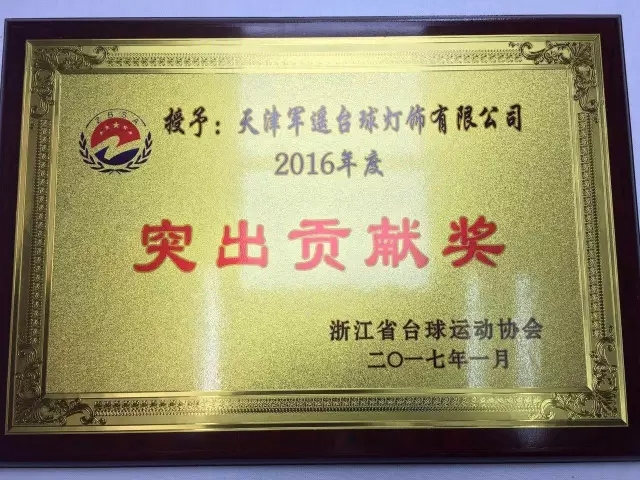 授予：天津军遥台球灯饰有限公司
2016年度
突出贡献奖
浙江省台球运动协会
二〇一七年一月